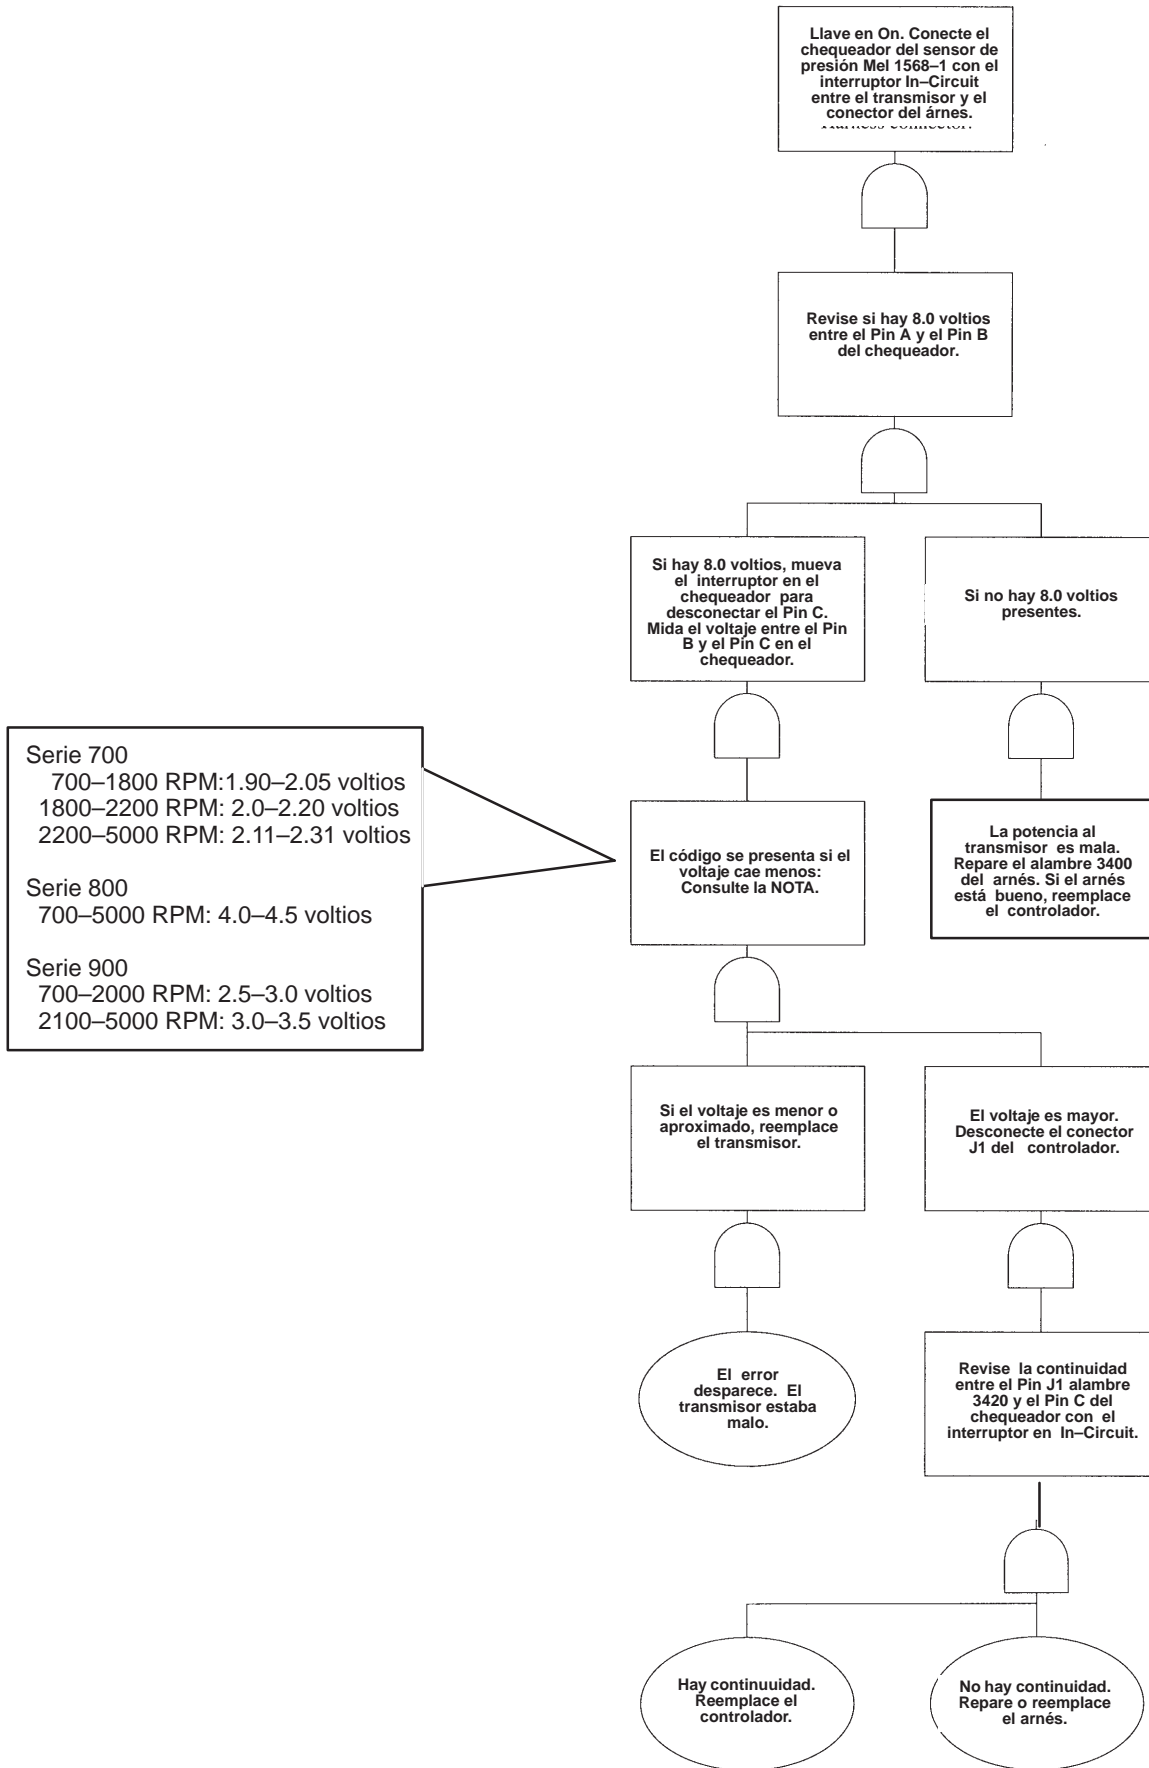 Llave en On. Conecte el
chequeador del sensor de
presión Mel 1568–1 con el
interruptor In–Circuit
entre el transmisor y el
conector del árnes.
Harness connector.
Revise si hay 8.0 voltios
entre el Pin A y el Pin B
del chequeador.
Si hay 8.0 voltios, mueva
el interruptor en el
chequeador para
desconectar el Pin C.
Mida el voltaje entre el Pin
B y el Pin C en el
chequeador.
Si no hay 8.0 voltios
presentes.
Serie 700
700–1800 RPM:1.90–2.05 voltios
1800–2200 RPM: 2.0–2.20 voltios
2200–5000 RPM: 2.11–2.31 voltios
Serie 800
700–5000 RPM: 4.0–4.5 voltios
Serie 900
700–2000 RPM: 2.5–3.0 voltios
2100–5000 RPM: 3.0–3.5 voltios
El código se presenta si el
voltaje cae menos:
Consulte la NOTA.
La potencia al
transmisor es mala.
Repare el alambre 3400
del arnés. Si el arnés
está bueno, reemplace
el controlador.
Si el voltaje es menor o
aproximado, reemplace
el transmisor.
El voltaje es mayor.
Desconecte el conector
J1 del controlador.
El error
desparece. El
transmisor estaba
malo.
Revise la continuidad
entre el Pin J1 alambre
3420 y el Pin C del
chequeador con el
interruptor en In–Circuit.
Hay continuuidad.
Reemplace el
controlador.
No hay continuidad.
Repare o reemplace
el arnés.